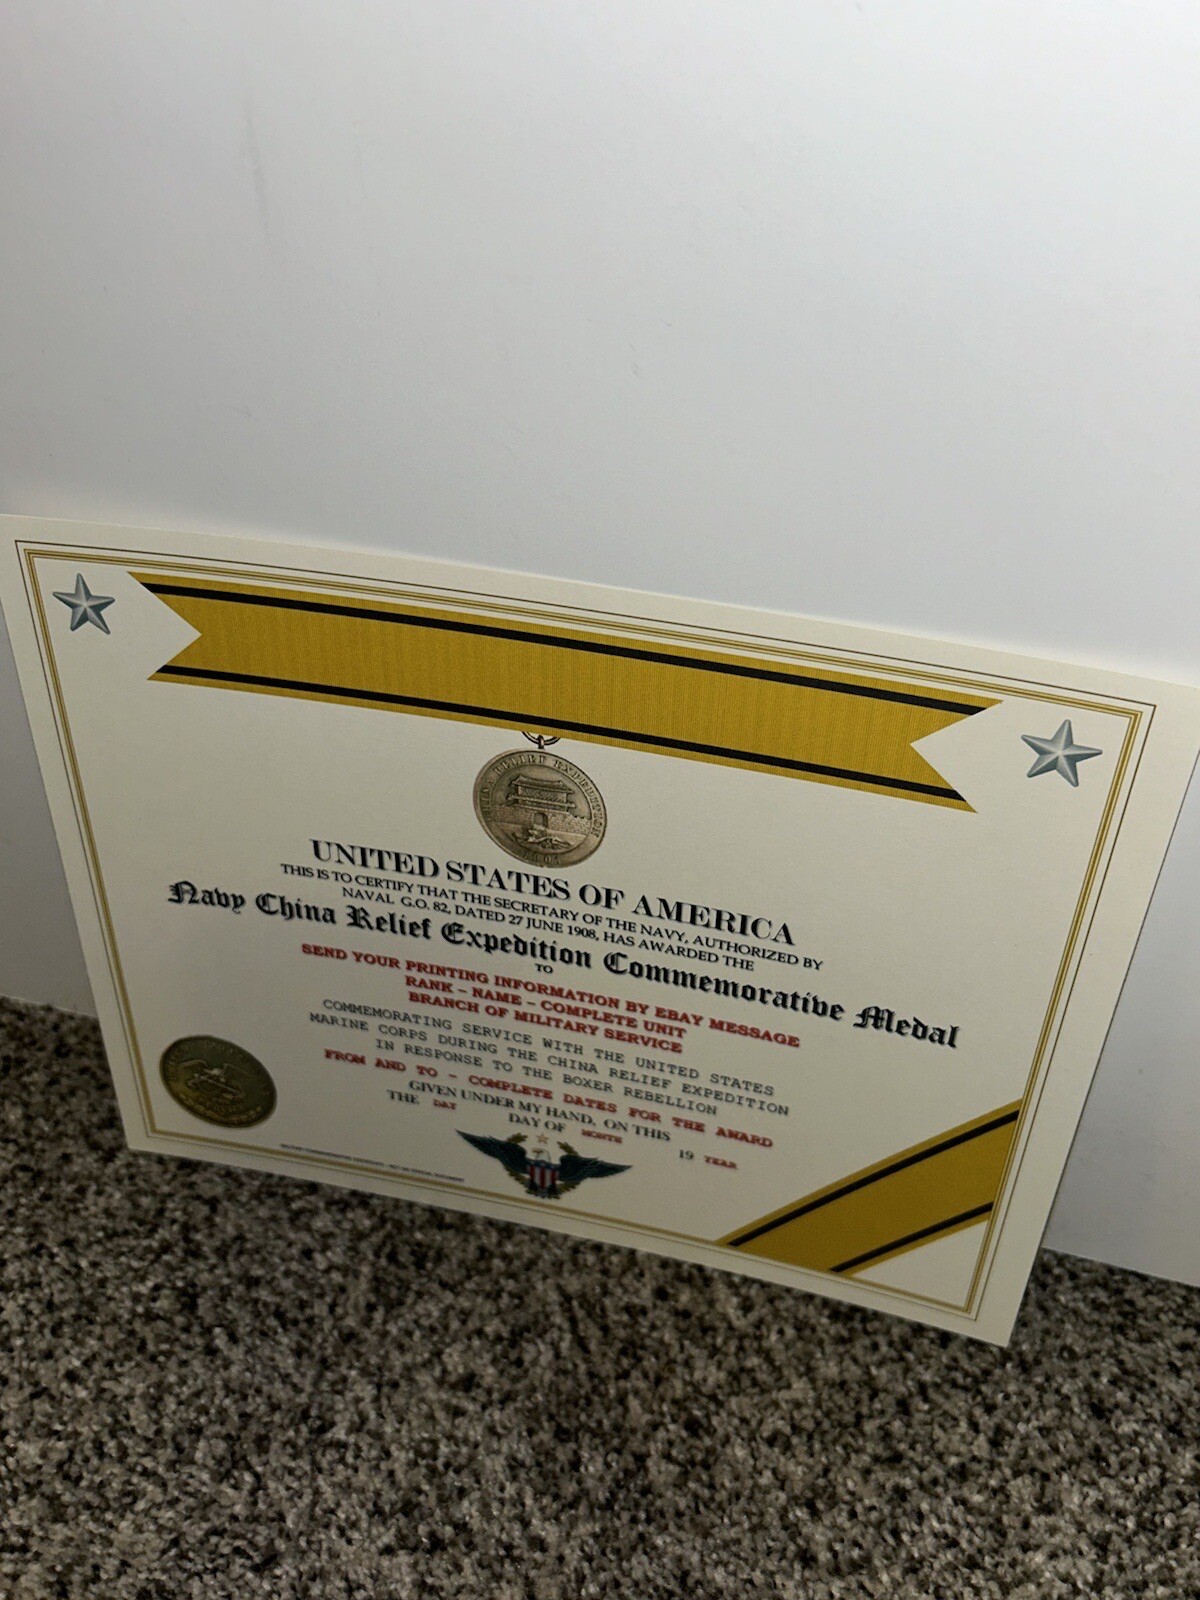 RELIEF EXPEDITION
UNITED STATES OF AMERICA
THIS IS TO CERTIFY THAT THE SECRETARY OF THE NAVY, AUTHORIZED BY
NAVAL G.O. 82, DATED 27 JUNE 1908, HAS AWARDED THE
Navy China Relief Expedition Commemorative Medal
TO
SEND YOUR PRINTING INFORMATION BY EBAY MESSAGE
RANK – NAME – COMPLETE UNIT
BRANCH OF MILITARY SERVICE
COMMEMORATING SERVICE WITH THE UNITED STATES
MARINE CORPS DURING THE CHINA RELIEF EXPEDITION
IN RESPONSE TO THE BOXER REBELLION
FROM AND TO – COMPLETE DATES FOR THE AWARD
GIVEN UNDER MY HAND, ON THIS
THE DAY DAY OF MONTH 19 YEAR